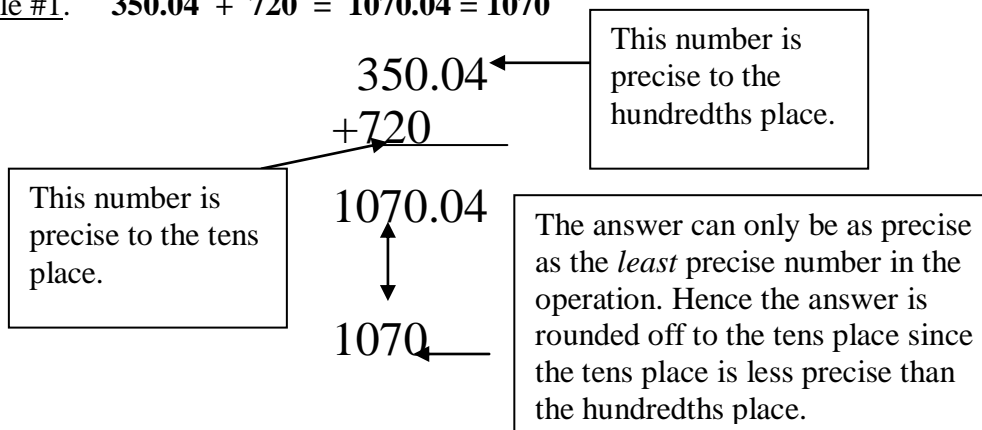 le #1.    350.04  +  720  =  1070.04 = 1070
This number is
precise to the
hundredths place.
350.04
+720
This number is
precise to the tens
place.
1070.04
The answer can only be as precise
as the least precise number in the
operation. Hence the answer is
rounded off to the tens place since
the tens place is less precise than
the hundredths place.
1070